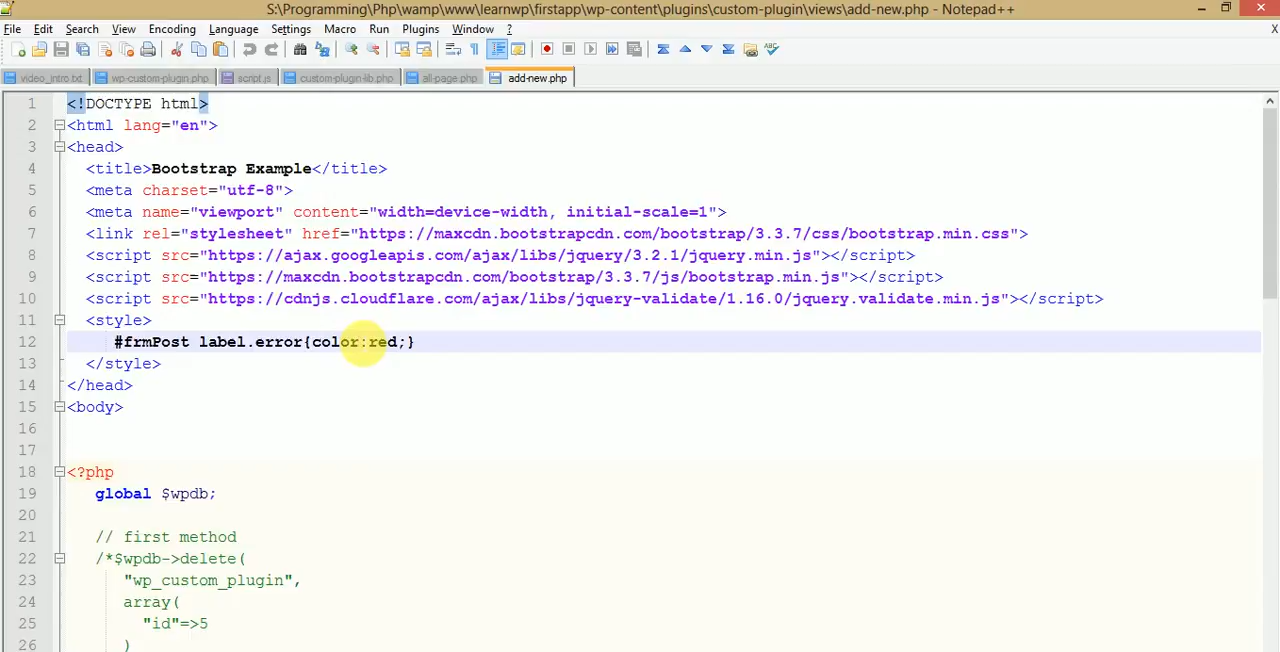 S:\Programming\Php\wamp\www\learnwp\firstapp\wp-content\plugins\custom-plugin\views\add-new.php - Notepad++
File Edit Search View Encoding Language Settings Macro Run Plugins Window ? X
video_intro.txt wp-custom-plugin.php script.js custom-plugin-lib.php all-page.php add-new.php
1 <!DOCTYPE html>
2 <html lang="en">
3 <head>
4 <title>Bootstrap Example</title>
5 <meta charset="utf-8">
6 <meta name="viewport" content="width=device-width, initial-scale=1">
7 <link rel="stylesheet" href="https://maxcdn.bootstrapcdn.com/bootstrap/3.3.7/css/bootstrap.min.css">
8 <script src="https://ajax.googleapis.com/ajax/libs/jquery/3.2.1/jquery.min.js"></script>
9 <script src="https://maxcdn.bootstrapcdn.com/bootstrap/3.3.7/js/bootstrap.min.js"></script>
10 <script src="https://cdnjs.cloudflare.com/ajax/libs/jquery-validate/1.16.0/jquery.validate.min.js"></script>
11 <style>
12 #frmPost label.error{color:red;}
13 </style>
14 </head>
15 <body>
16
17
18 <?php
19 global $wpdb;
20
21 // first method
22 /*$wpdb->delete(
23 "wp_custom_plugin",
24 array(
25 "id"=>5
26 )